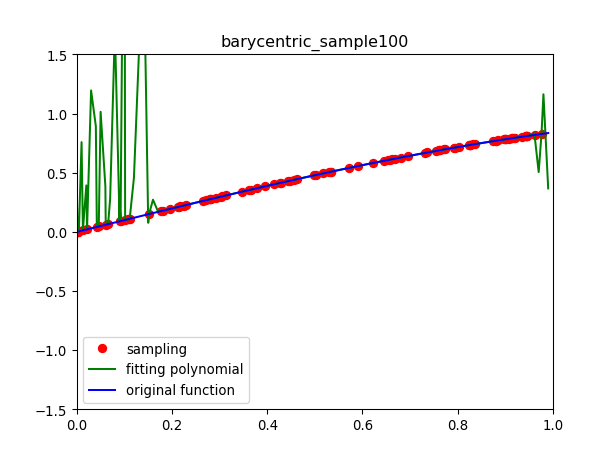 barycentric_sample100
1.5
1.0
0.5
0.0
−0.5
−1.0
−1.5
sampling
fitting polynomial
original function
0.0 0.2 0.4 0.6 0.8 1.0